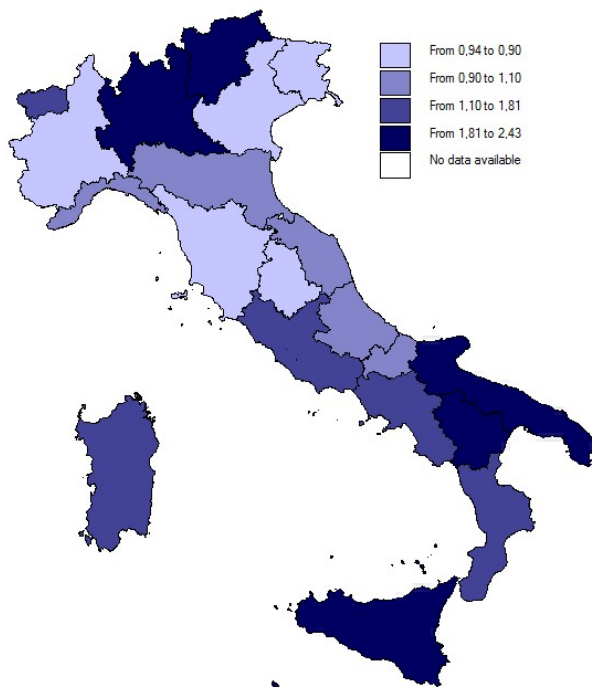 From 0,94 to 0,90
From 0,90 to 1,10
From 1,10 to 1,81
From 1,81 to 2,43
No data available